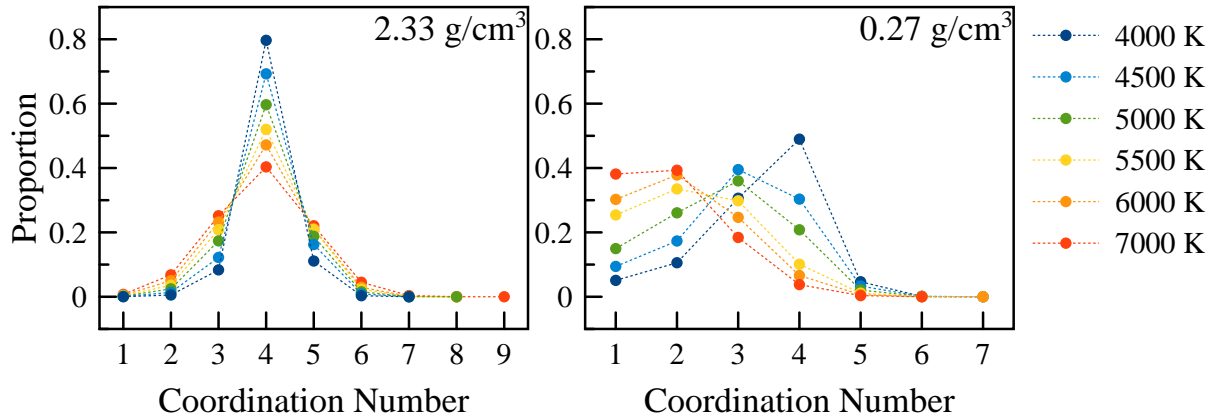 2.33 g/cm³
0.27 g/cm³
Proportion
0.8
0.6
0.4
0.2
0
1 2 3 4 5 6 7 8 9
Coordination Number
0.8
0.6
0.4
0.2
0
1 2 3 4 5 6 7
Coordination Number
4000 K
4500 K
5000 K
5500 K
6000 K
7000 K